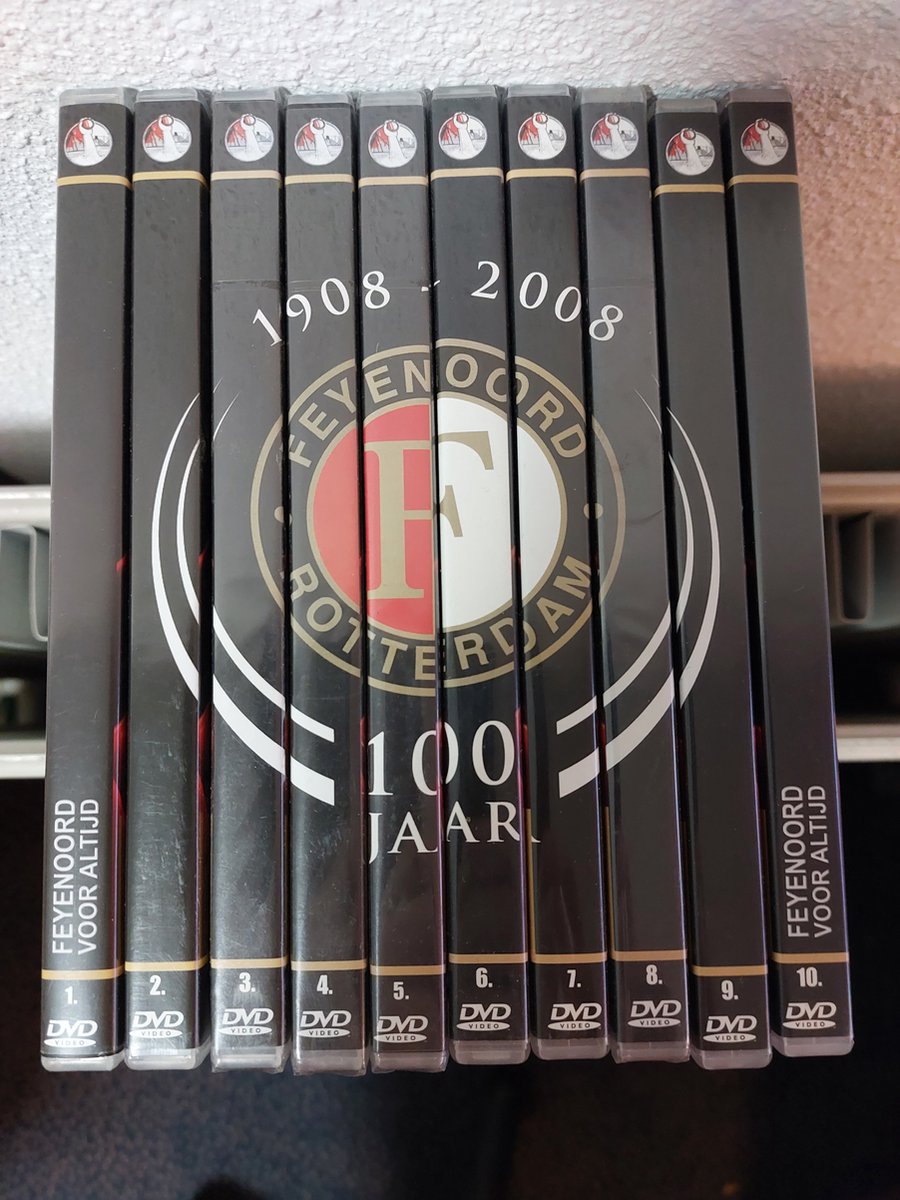 1908 - 2008
FEYENOORD
F
ROTTERDAM
100
JAAR
FEYENOORD
VOOR ALTIJD
FEYENOORD
VOOR ALTIJD
1. 2. 3. 4. 5. 6. 7. 8. 9. 10.
DVD DVD DVD DVD DVD DVD DVD DVD DVD DVD
VIDEO VIDEO VIDEO VIDEO VIDEO VIDEO VIDEO VIDEO VIDEO VIDEO